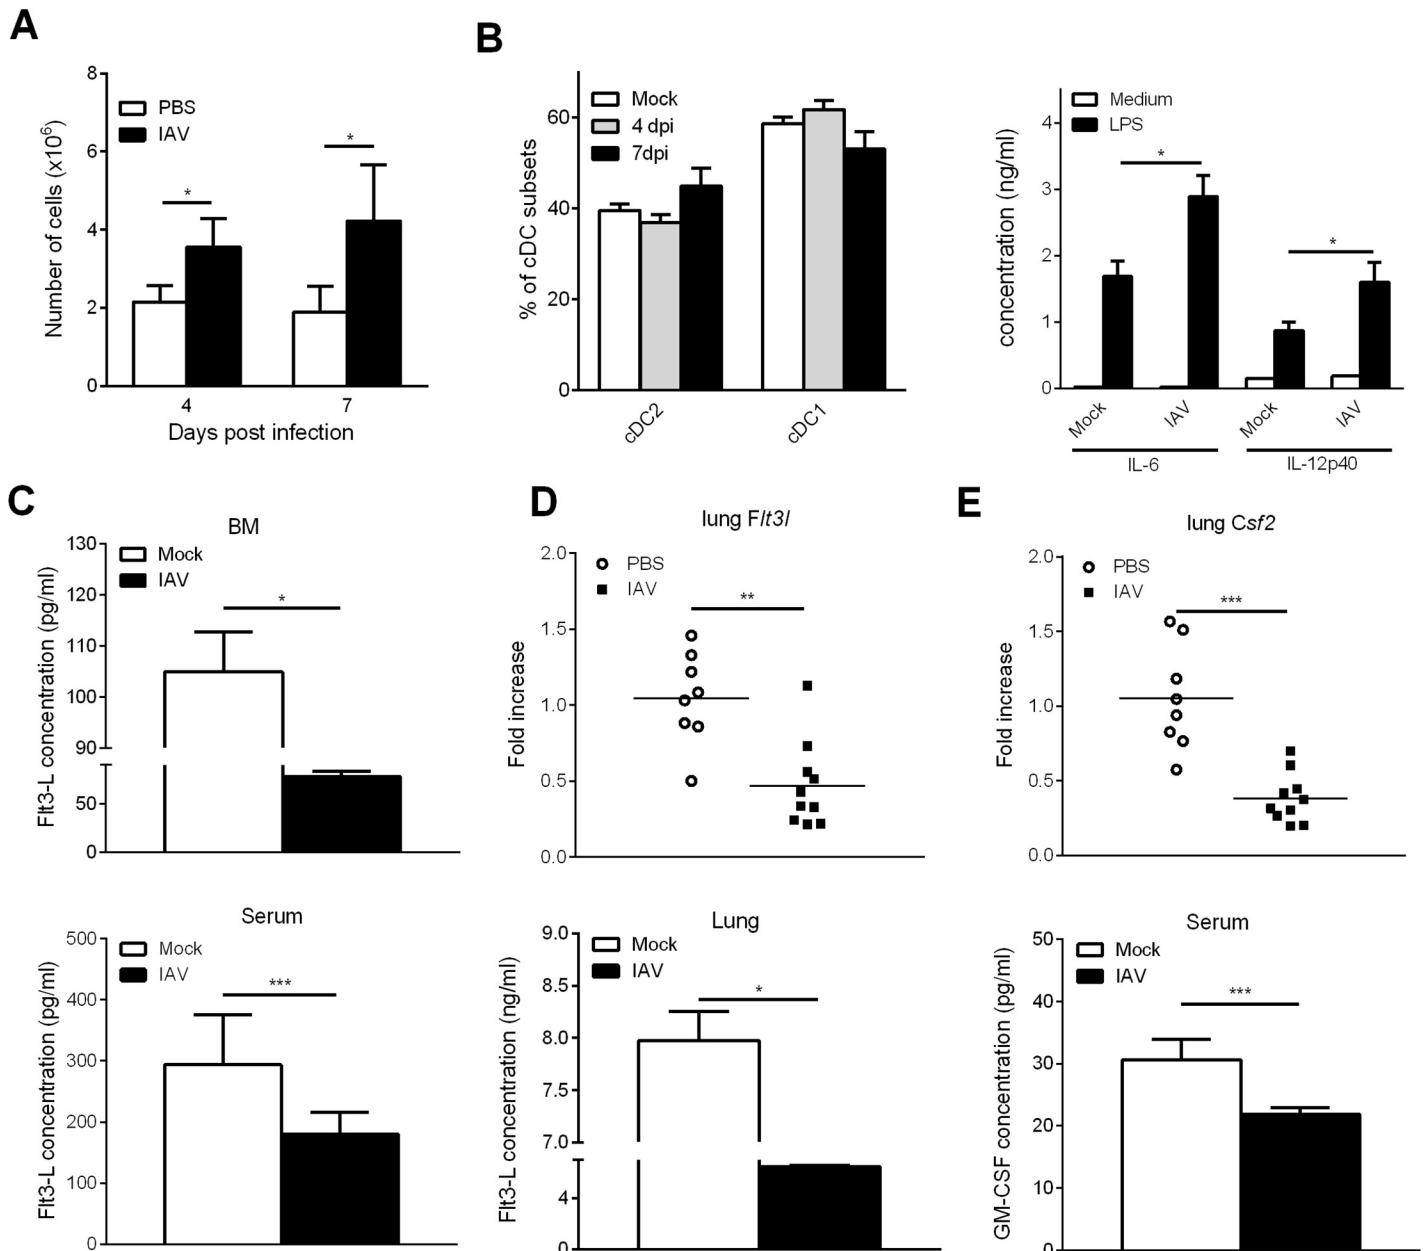 A
B
8
6
4
2
0
Number of cells (x10⁶)
PBS
IAV
*
*
4
7
Days post infection
60
40
20
0
% of cDC subsets
Mock
4 dpi
7dpi
cDC2
cDC1
4
3
2
1
0
concentration (ng/ml)
Medium
LPS
*
*
Mock
IAV
Mock
IAV
IL-6
IL-12p40
C
D
E
BM
130
120
110
100
90
50
0
Flt3-L concentration (pg/ml)
Mock
IAV
*
lung Flt3l
2.0
1.5
1.0
0.5
0.0
Fold increase
PBS
IAV
**
lung Csf2
2.0
1.5
1.0
0.5
0.0
Fold increase
PBS
IAV
***
Serum
500
400
300
200
100
0
Flt3-L concentration (pg/ml)
Mock
IAV
***
Lung
9.0
8.5
8.0
7.5
7.0
4
0
Flt3-L concentration (ng/ml)
Mock
IAV
*
Serum
50
40
30
20
10
0
GM-CSF concentration (pg/ml)
Mock
IAV
***